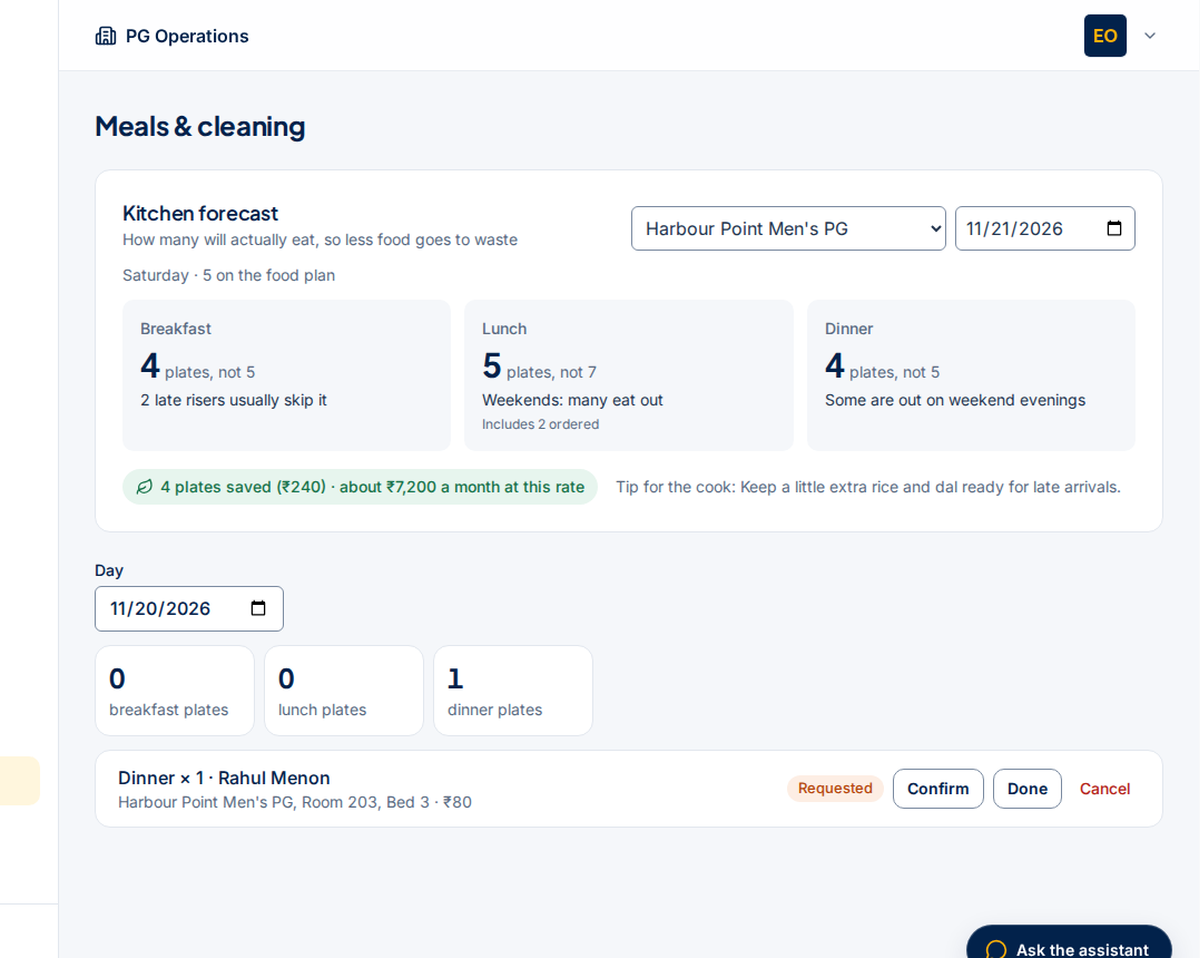 PG Operations
EO
Meals & cleaning
Kitchen forecast
How many will actually eat, so less food goes to waste
Harbour Point Men's PG
11/21/2026
Saturday · 5 on the food plan
Breakfast
4 plates, not 5
2 late risers usually skip it
Lunch
5 plates, not 7
Weekends: many eat out
Includes 2 ordered
Dinner
4 plates, not 5
Some are out on weekend evenings
4 plates saved (₹240) · about ₹7,200 a month at this rate
Tip for the cook: Keep a little extra rice and dal ready for late arrivals.
Day
11/20/2026
0
breakfast plates
0
lunch plates
1
dinner plates
Dinner × 1 · Rahul Menon
Harbour Point Men's PG, Room 203, Bed 3 · ₹80
Requested
Confirm
Done
Cancel
Ask the assistant